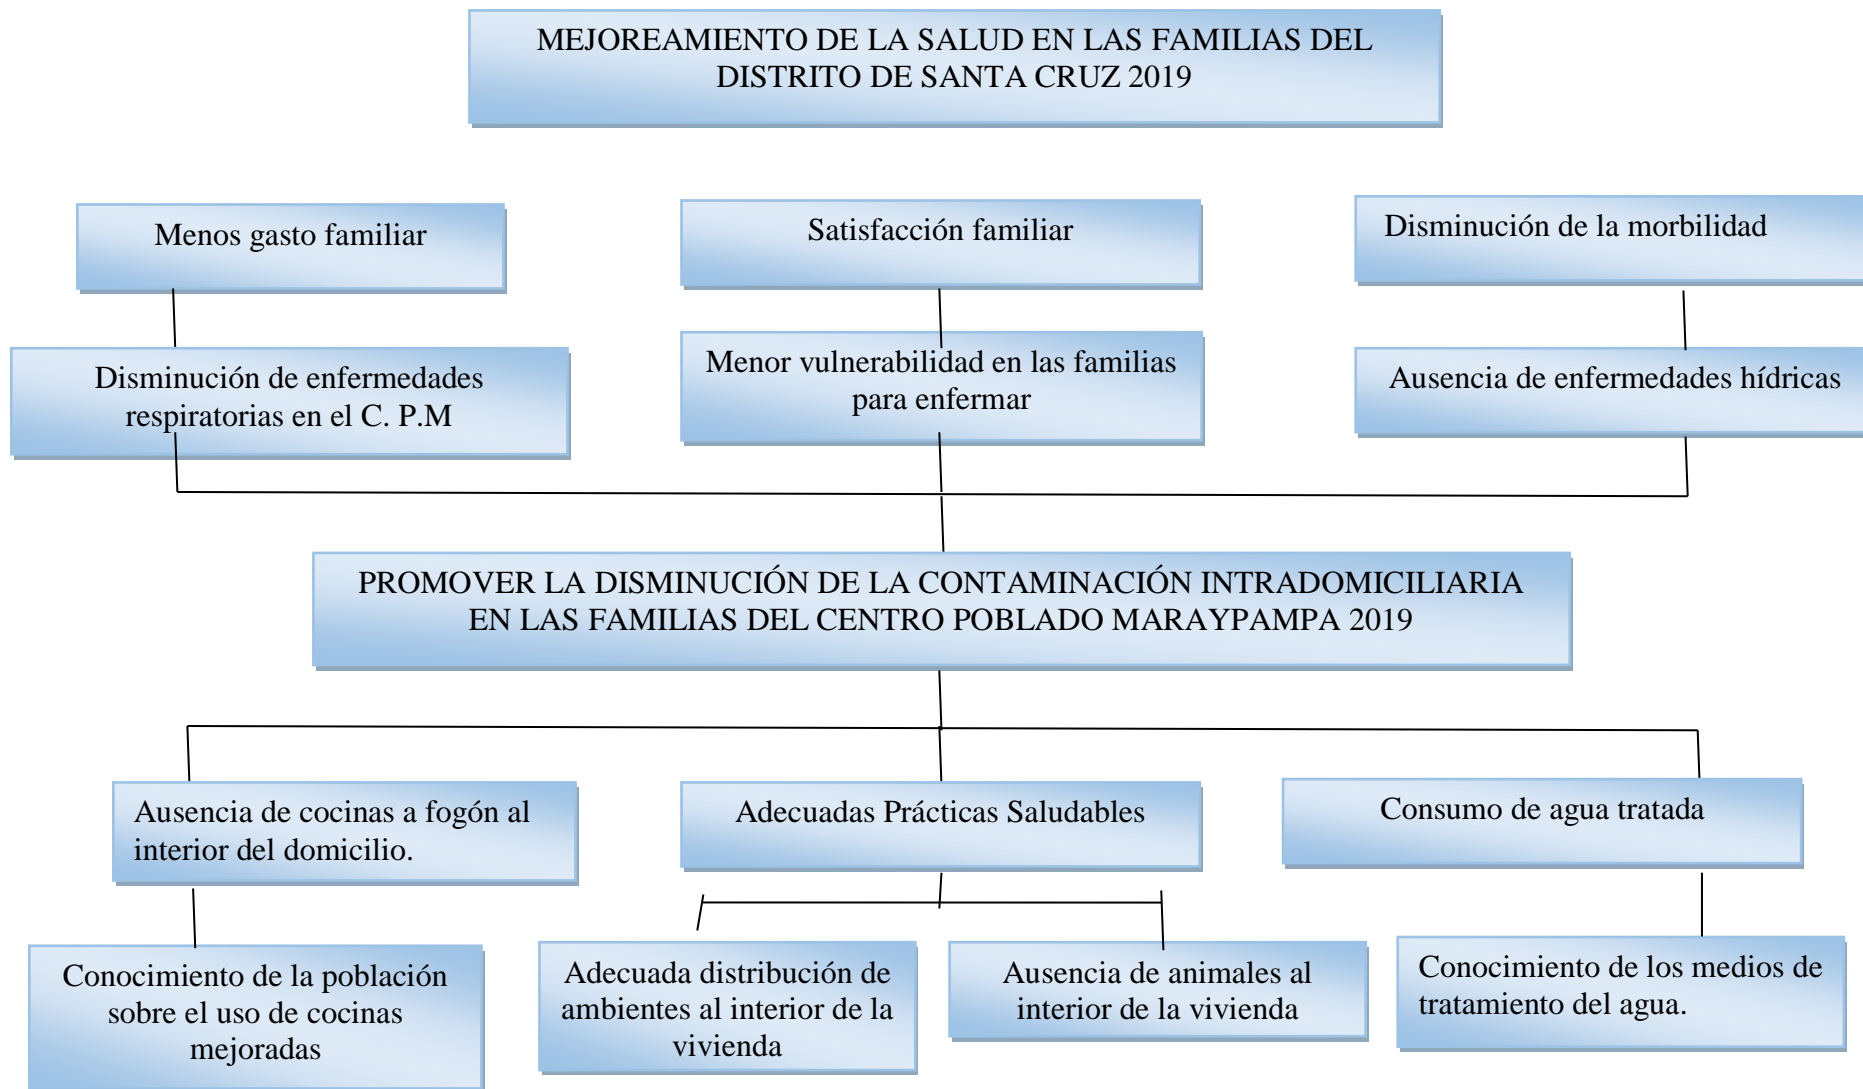 MEJOREAMIENTO DE LA SALUD EN LAS FAMILIAS DEL
DISTRITO DE SANTA CRUZ 2019
Menos gasto familiar
Satisfacción familiar
Disminución de la morbilidad
Disminución de enfermedades
respiratorias en el C. P.M
Menor vulnerabilidad en las familias
para enfermar
Ausencia de enfermedades hídricas
PROMOVER LA DISMINUCIÓN DE LA CONTAMINACIÓN INTRADOMICILIARIA
EN LAS FAMILIAS DEL CENTRO POBLADO MARAYPAMPA 2019
Ausencia de cocinas a fogón al
interior del domicilio.
Adecuadas Prácticas Saludables
Consumo de agua tratada
Conocimiento de la población
sobre el uso de cocinas
mejoradas
Adecuada distribución de
ambientes al interior de la
vivienda
Ausencia de animales al
interior de la vivienda
Conocimiento de los medios de
tratamiento del agua.